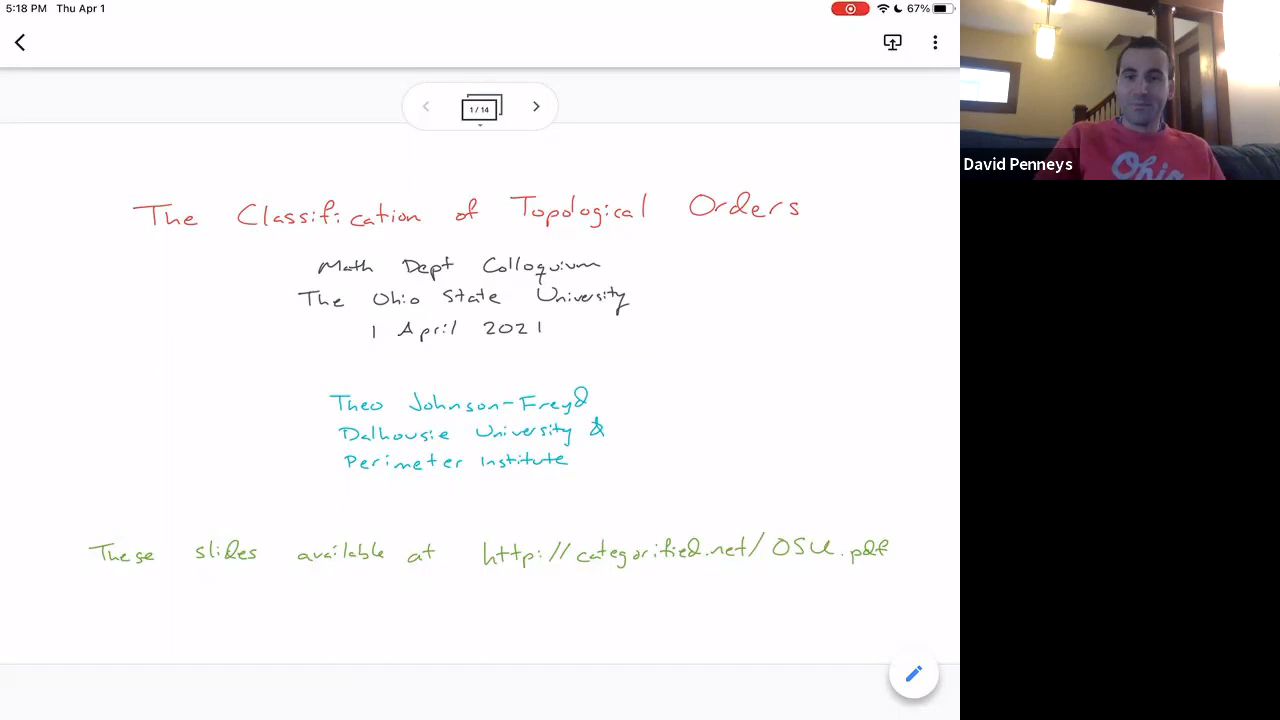 5:18 PM Thu Apr 1
67%
1 / 14
The Classification of Topological Orders
Math Dept Colloquium
The Ohio State University
1 April 2021
Theo Johnson-Freyd
Dalhousie University &
Perimeter Institute
These slides available at http://categorified.net/OSU.pdf
David Penneys
Ohio